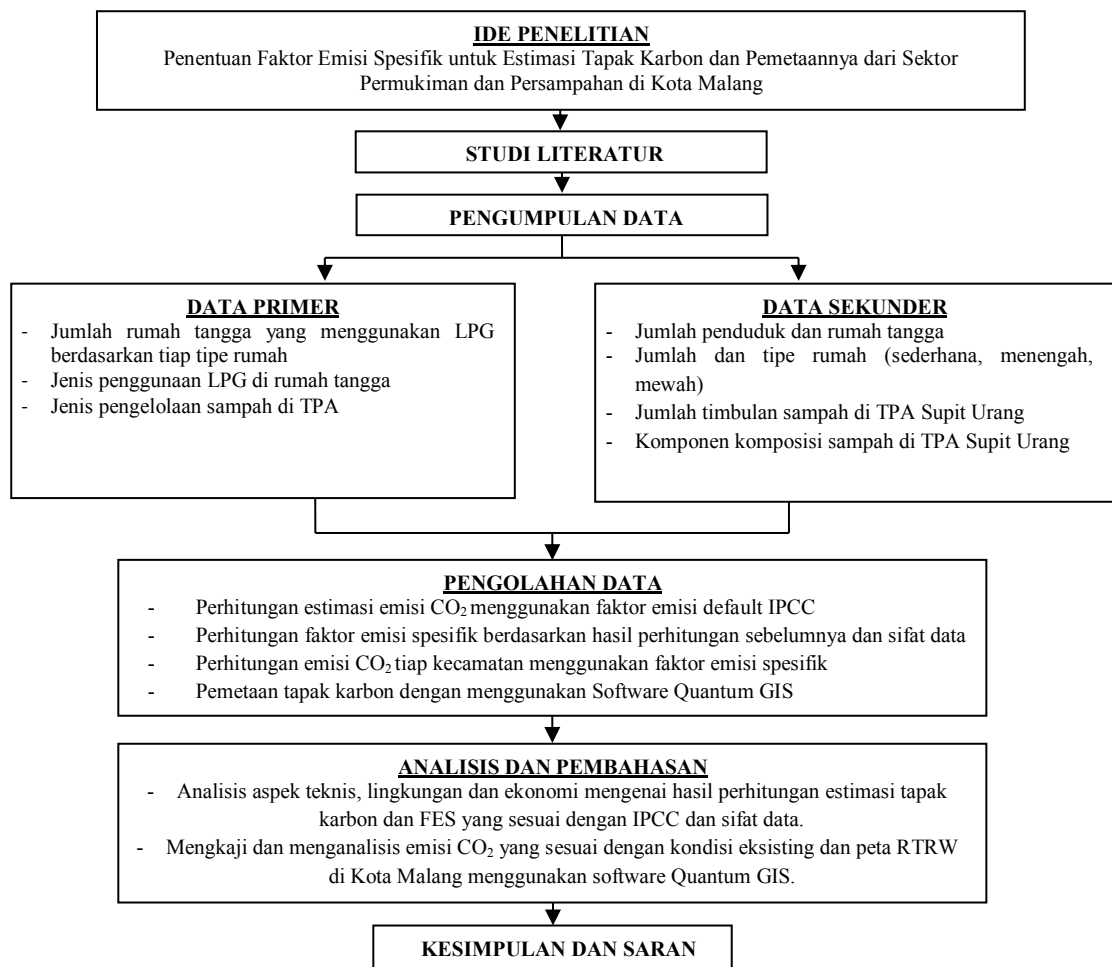 IDE PENELITIAN
Penentuan Faktor Emisi Spesifik untuk Estimasi Tapak Karbon dan Pemetaannya dari Sektor
Permukiman dan Persampahan di Kota Malang
STUDI LITERATUR
PENGUMPULAN DATA
DATA PRIMER
- Jumlah rumah tangga yang menggunakan LPG
berdasarkan tiap tipe rumah
- Jenis penggunaan LPG di rumah tangga
- Jenis pengelolaan sampah di TPA
DATA SEKUNDER
- Jumlah penduduk dan rumah tangga
- Jumlah dan tipe rumah (sederhana, menengah,
mewah)
- Jumlah timbulan sampah di TPA Supit Urang
- Komponen komposisi sampah di TPA Supit Urang
PENGOLAHAN DATA
- Perhitungan estimasi emisi CO₂ menggunakan faktor emisi default IPCC
- Perhitungan faktor emisi spesifik berdasarkan hasil perhitungan sebelumnya dan sifat data
- Perhitungan emisi CO₂ tiap kecamatan menggunakan faktor emisi spesifik
- Pemetaan tapak karbon dengan menggunakan Software Quantum GIS
ANALISIS DAN PEMBAHASAN
- Analisis aspek teknis, lingkungan dan ekonomi mengenai hasil perhitungan estimasi tapak
karbon dan FES yang sesuai dengan IPCC dan sifat data.
- Mengkaji dan menganalisis emisi CO₂ yang sesuai dengan kondisi eksisting dan peta RTRW
di Kota Malang menggunakan software Quantum GIS.
KESIMPULAN DAN SARAN